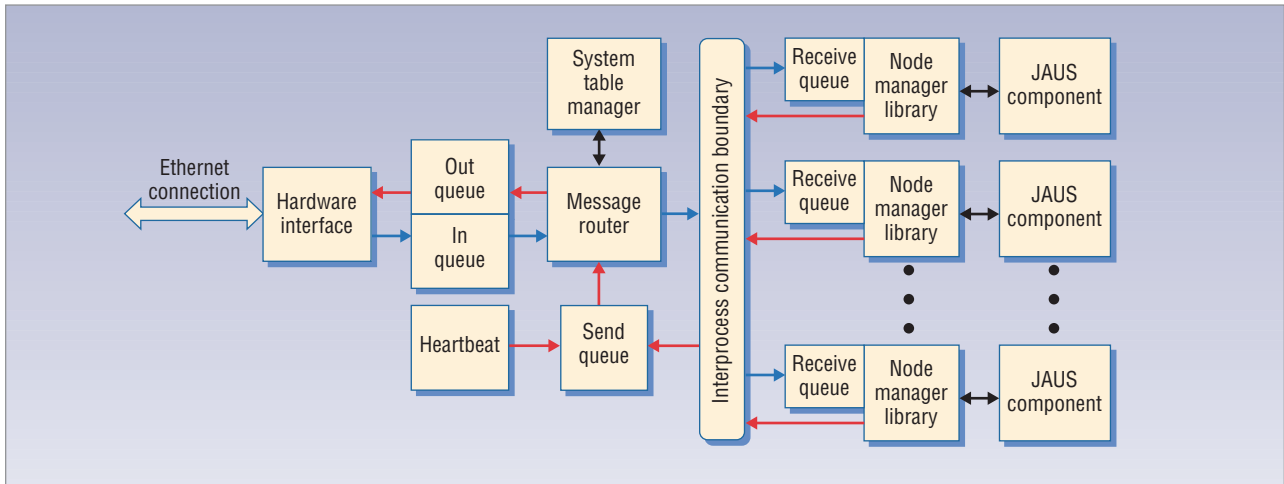 System
table
manager
Receive
queue
Node
manager
library
JAUS
component
Ethernet
connection
Hardware
interface
Out
queue
In
queue
Message
router
Interprocess communication boundary
Receive
queue
Node
manager
library
JAUS
component
Heartbeat
Send
queue
Receive
queue
Node
manager
library
JAUS
component